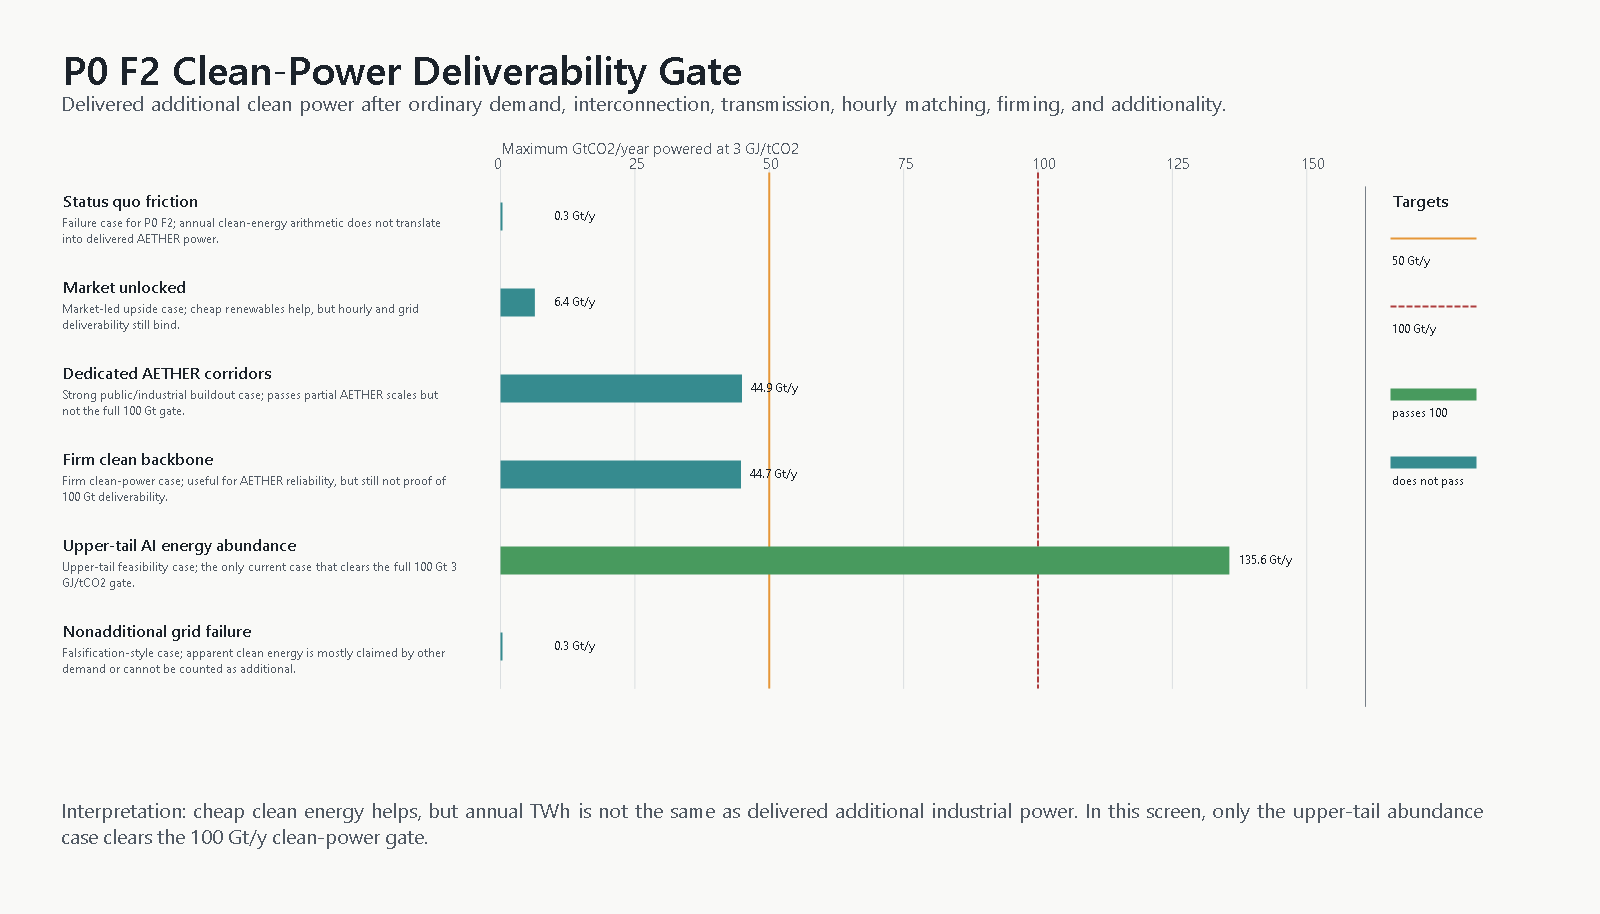 P0 F2 Clean-Power Deliverability Gate
Delivered additional clean power after ordinary demand, interconnection, transmission, hourly matching, firming, and additionality.
Maximum GtCO2/year powered at 3 GJ/tCO2
0 25 50 75 100 125 150
Status quo friction
Failure case for P0 F2; annual clean-energy arithmetic does not translate
into delivered AETHER power.
0.3 Gt/y
Market unlocked
Market-led upside case; cheap renewables help, but hourly and grid
deliverability still bind.
6.4 Gt/y
Dedicated AETHER corridors
Strong public/industrial buildout case; passes partial AETHER scales but
not the full 100 Gt gate.
44.9 Gt/y
Firm clean backbone
Firm clean-power case; useful for AETHER reliability, but still not proof of
100 Gt deliverability.
44.7 Gt/y
Upper-tail AI energy abundance
Upper-tail feasibility case; the only current case that clears the full 100 Gt 3
GJ/tCO2 gate.
135.6 Gt/y
Nonadditional grid failure
Falsification-style case; apparent clean energy is mostly claimed by other
demand or cannot be counted as additional.
0.3 Gt/y
Targets
50 Gt/y
100 Gt/y
passes 100
does not pass
Interpretation: cheap clean energy helps, but annual TWh is not the same as delivered additional industrial power. In this screen, only the upper-tail abundance
case clears the 100 Gt/y clean-power gate.